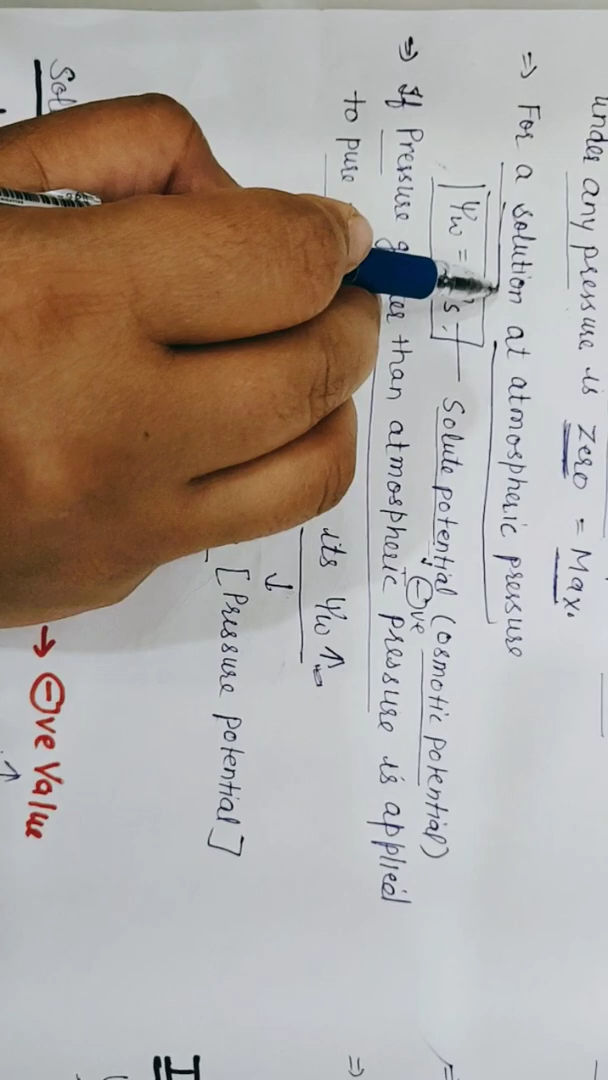 under any pressure is zero = Max.
=> For a solution at atmospheric pressure
Ψw = Ψs. Solute potential (osmotic potential)
⊖ve
=> If Pressure than atmospheric pressure is applied
to pure its Ψw ↑
↓
[Pressure potential]
→ ⊖ve Value